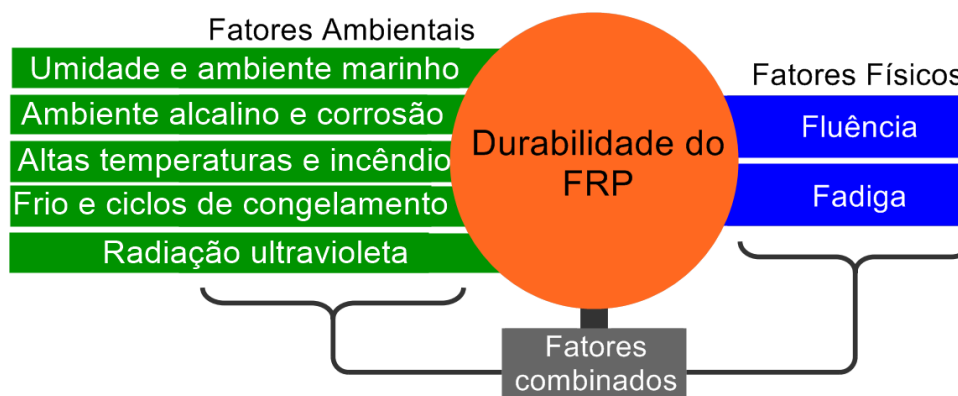 Fatores Ambientais
Umidade e ambiente marinho
Ambiente alcalino e corrosão
Altas temperaturas e incêndio
Frio e ciclos de congelamento
Radiação ultravioleta
Durabilidade do
FRP
Fatores Físicos
Fluência
Fadiga
Fatores
combinados